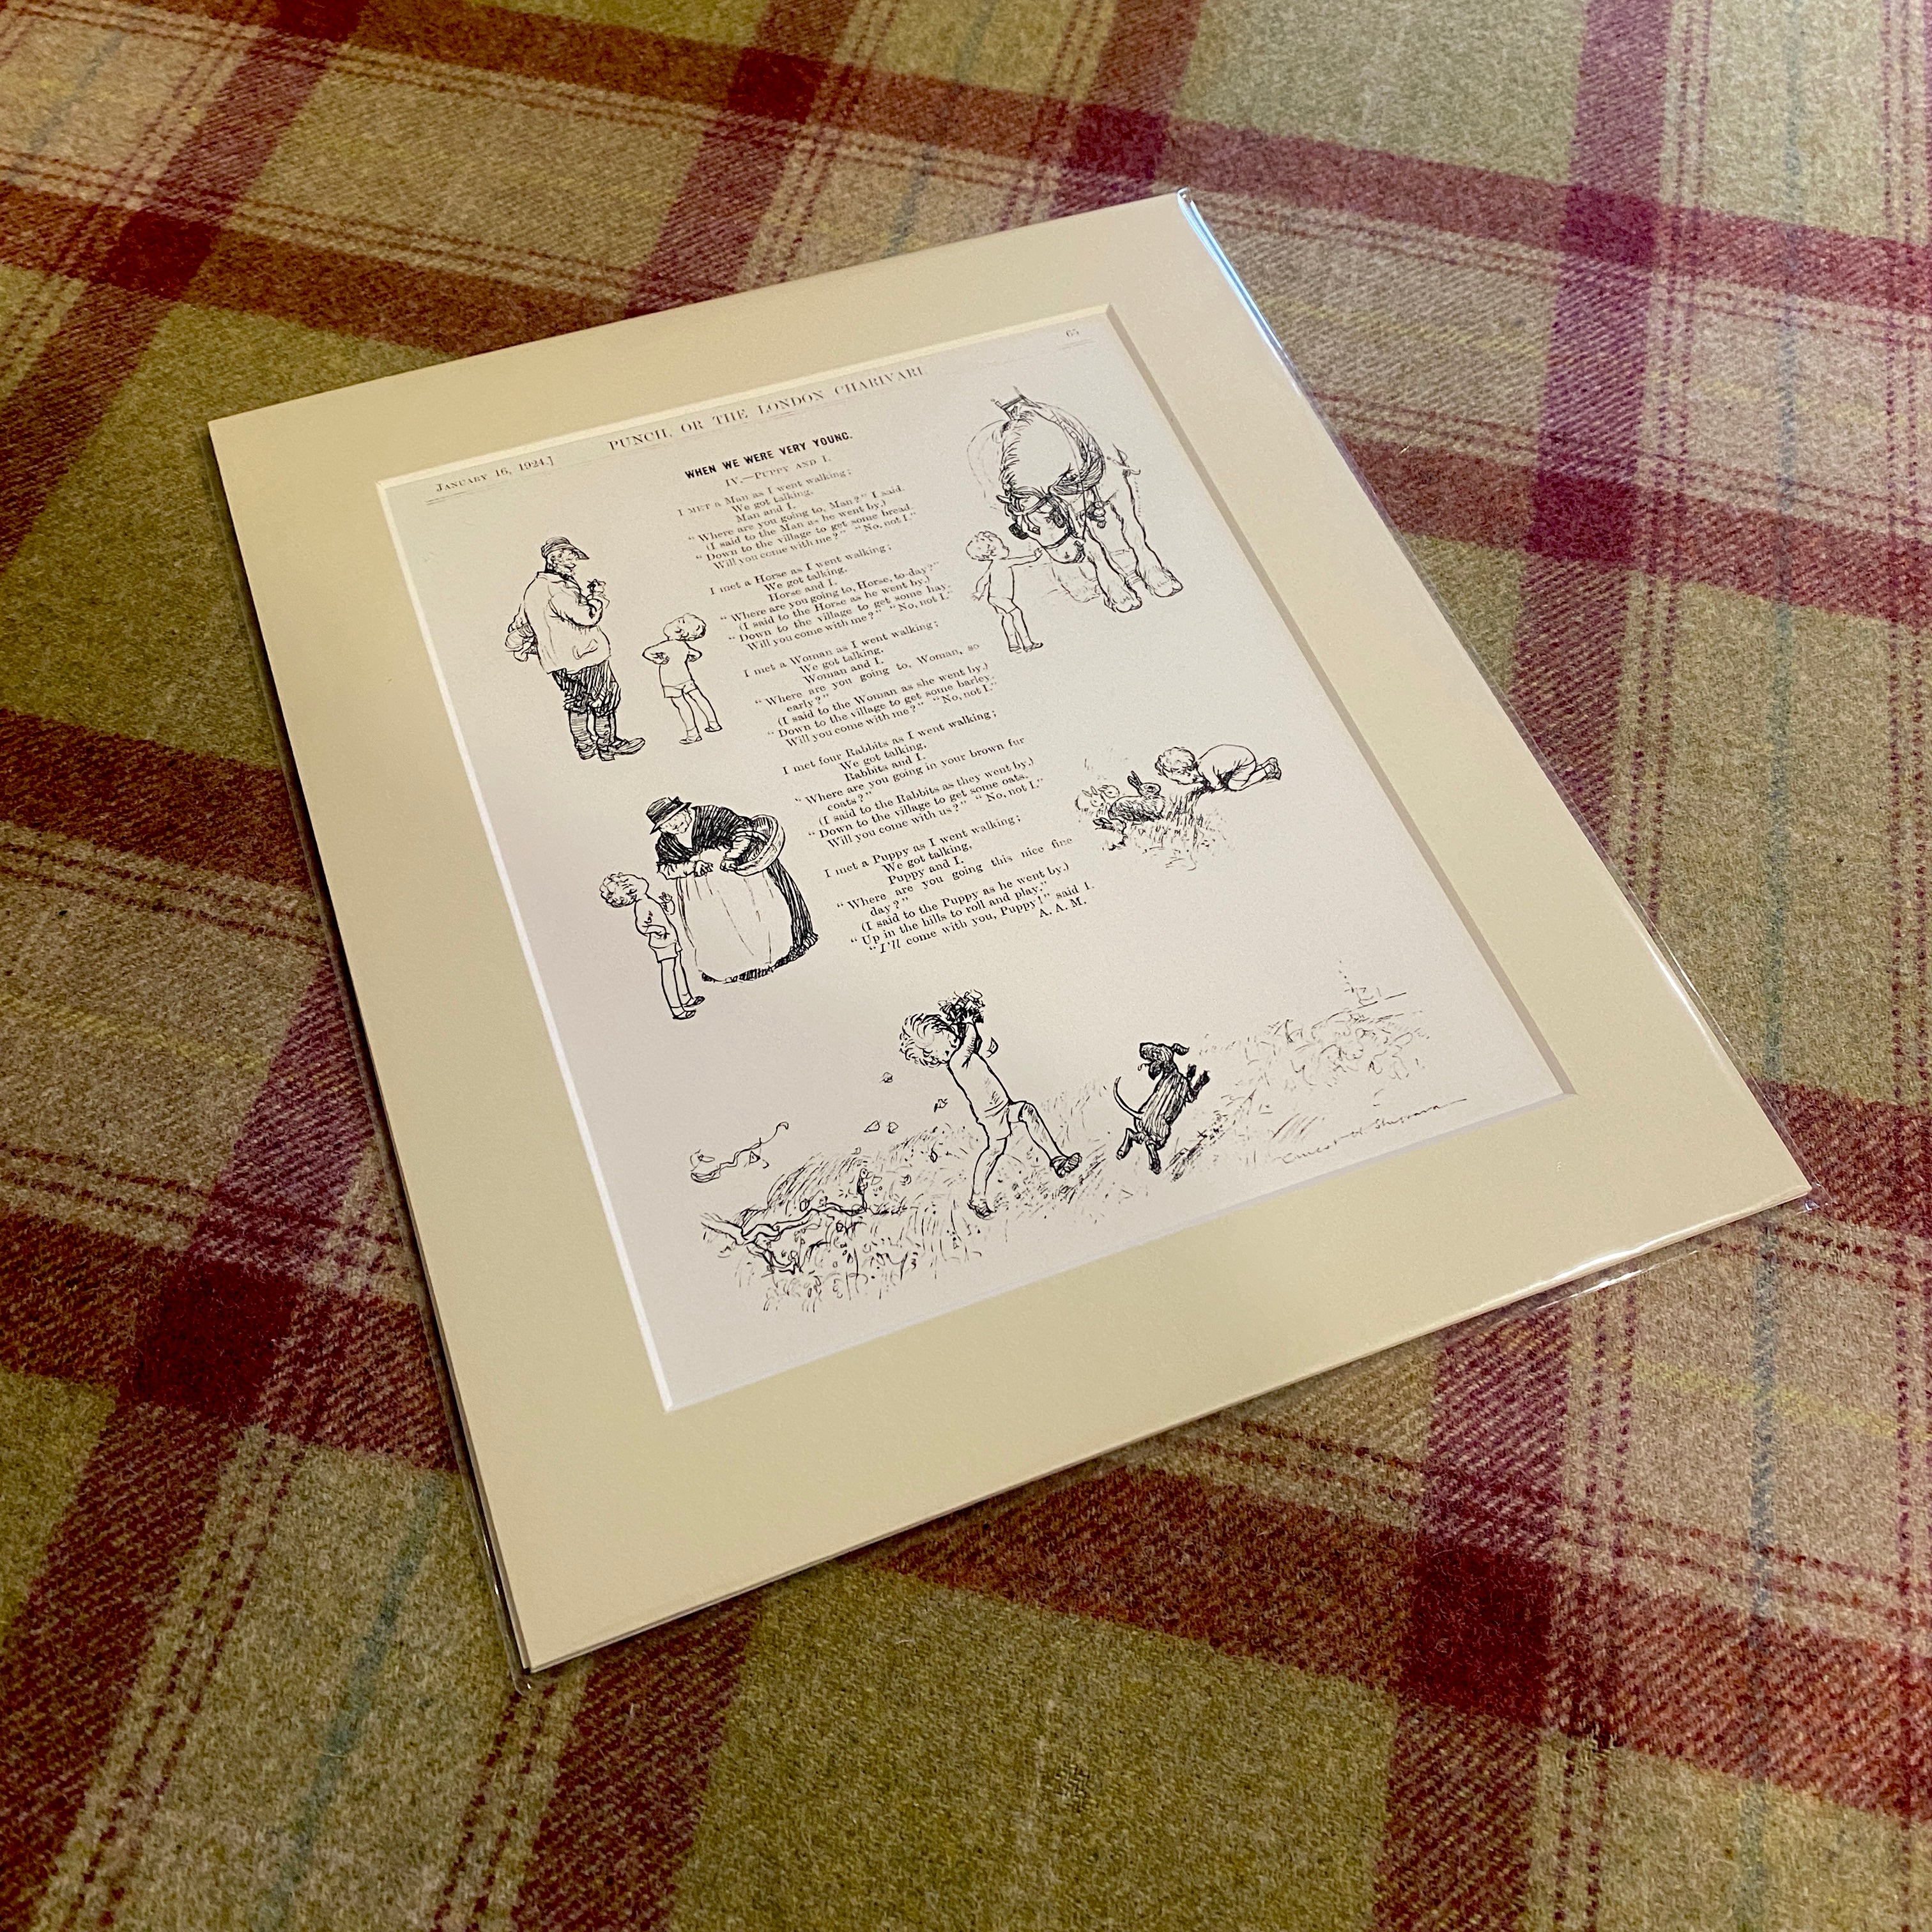 JANUARY 16, 1924.] PUNCH, OR THE LONDON CHARIVARI. 65
WHEN WE WERE VERY YOUNG.
IV.—PUPPY AND I.
I MET a Man as I went walking;
We got talking,
Man and I.
"Where are you going to, Man?" I said.
(I said to the Man as he went by.)
"Down to the village to get some bread.
Will you come with me?" "No, not I."
I met a Horse as I went walking;
We got talking,
Horse and I.
"Where are you going to, Horse, to-day?"
(I said to the Horse as he went by.)
"Down to the village to get some hay.
Will you come with me?" "No, not I."
I met a Woman as I went walking;
We got talking,
Woman and I.
"Where are you going to, Woman, so
early?"
(I said to the Woman as she went by.)
"Down to the village to get some barley.
Will you come with me?" "No, not I."
I met four Rabbits as I went walking;
We got talking,
Rabbits and I.
"Where are you going in your brown fur
coats?"
(I said to the Rabbits as they went by.)
"Down to the village to get some oats.
Will you come with us?" "No, not I."
I met a Puppy as I went walking;
We got talking,
Puppy and I.
"Where are you going this nice fine
day?"
(I said to the Puppy as he went by.)
"Up in the hills to roll and play."
"I'll come with you, Puppy!" said I.
A. A. M.
Ernest H. Shepard